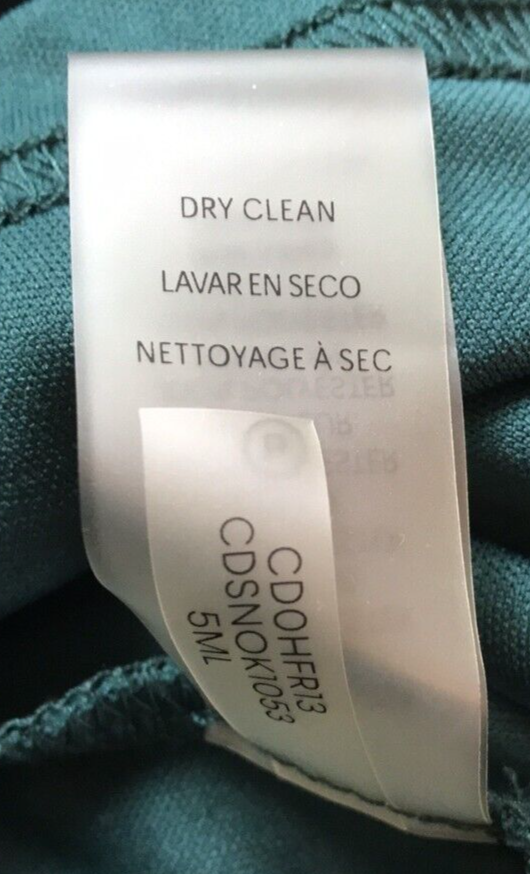 DRY CLEAN
LAVAR EN SECO
NETTOYAGE À SEC
CDOHFR13
CDSNOK1053
5ML